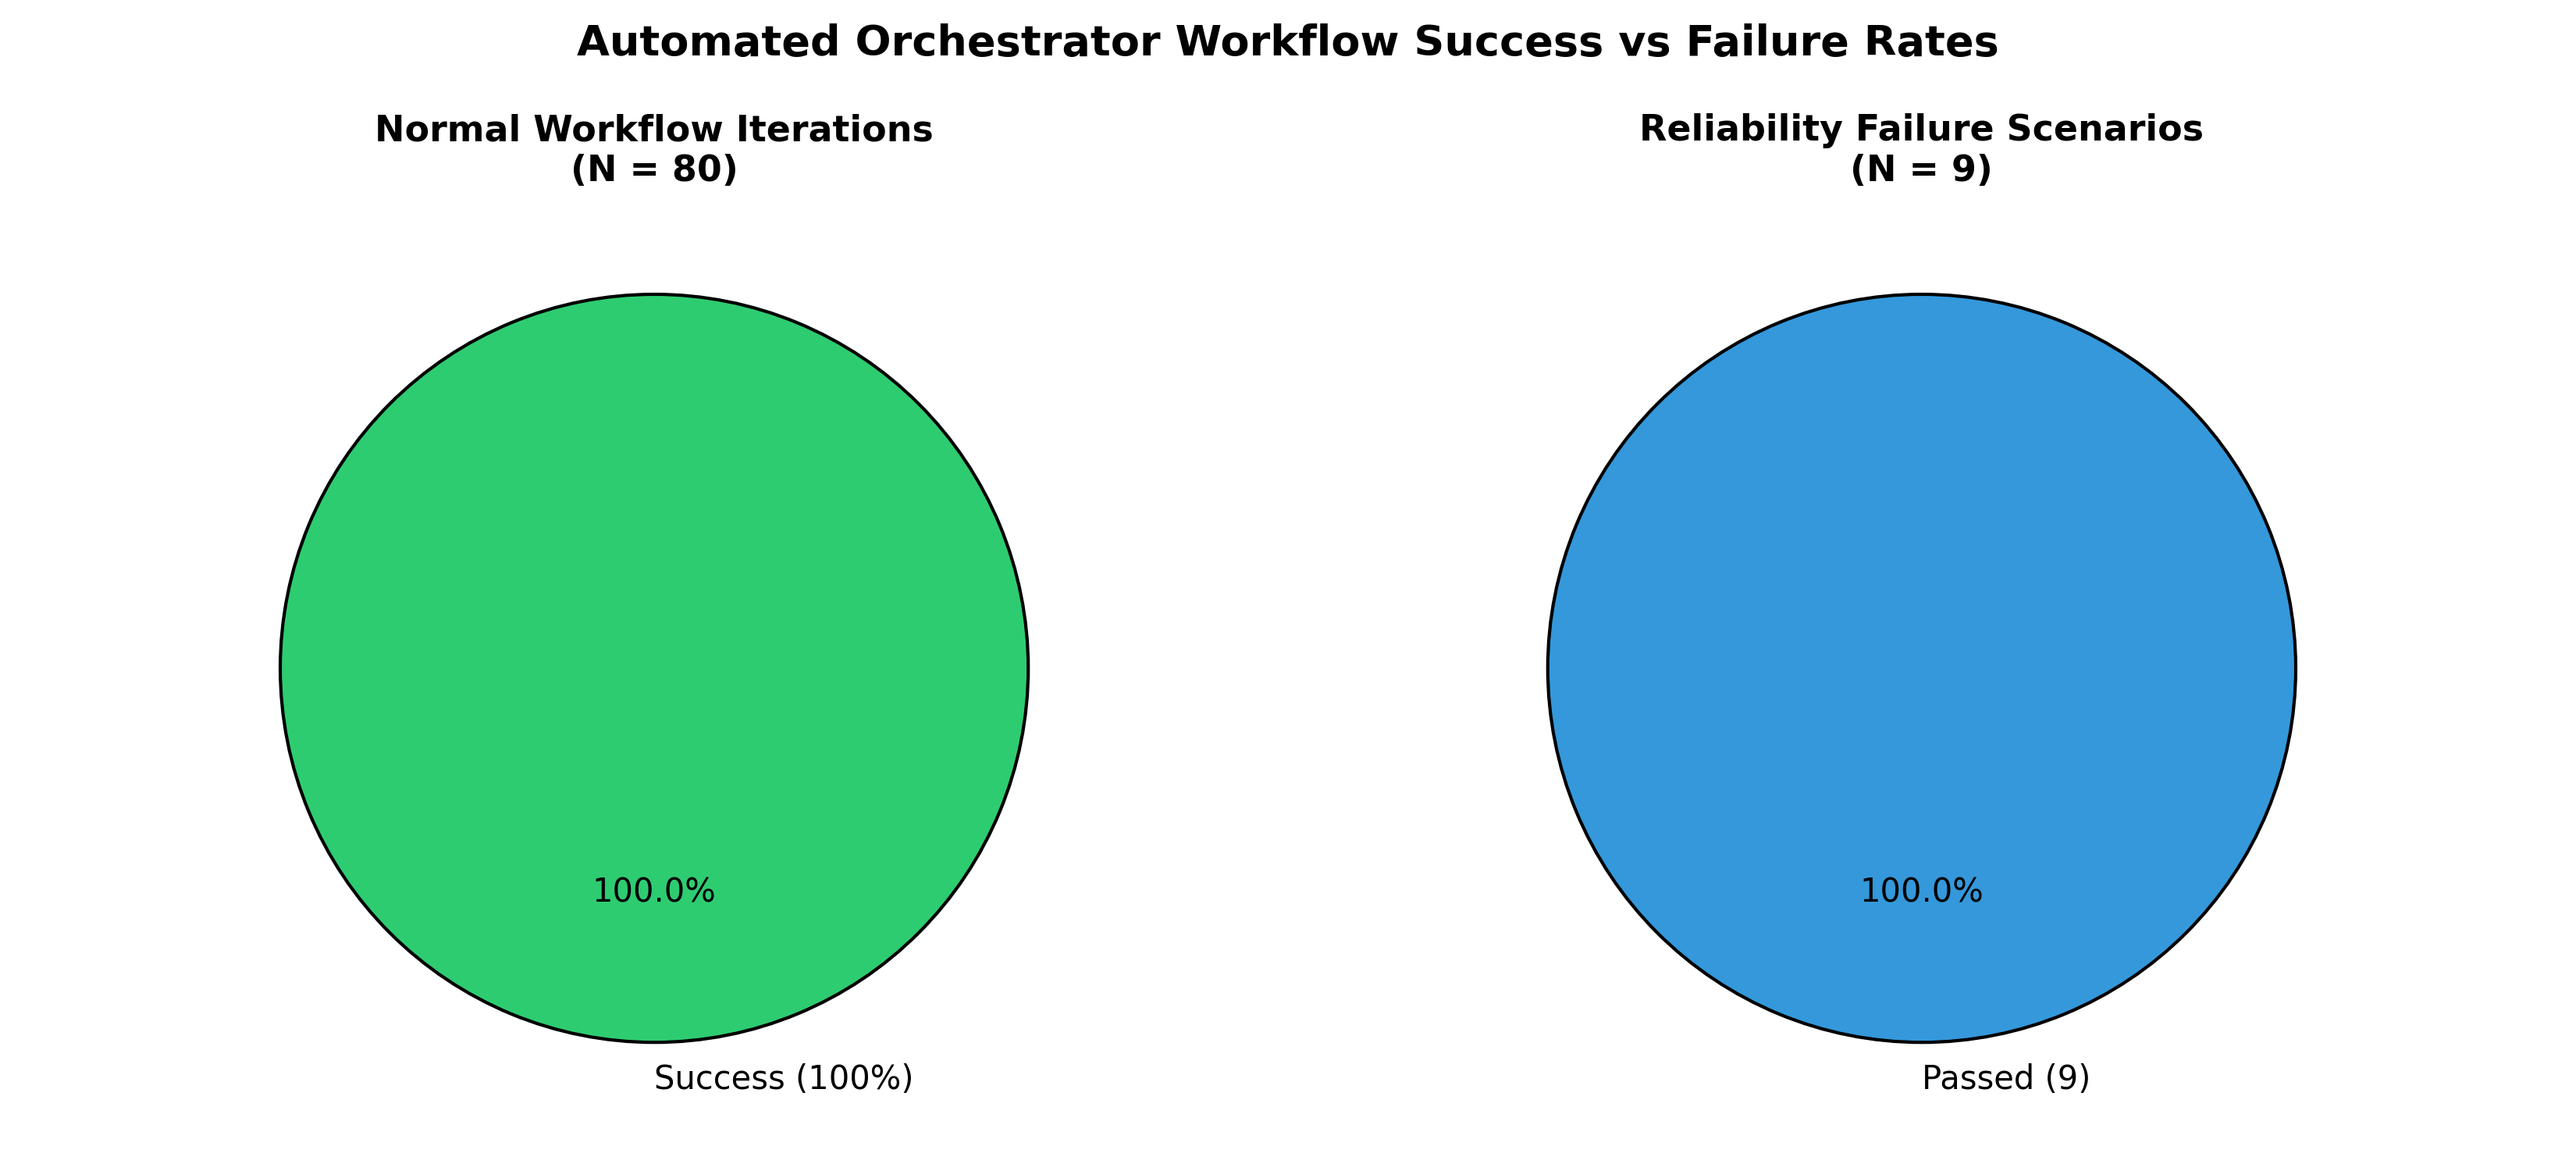 Automated Orchestrator Workflow Success vs Failure Rates
Normal Workflow Iterations
(N = 80)
100.0%
Success (100%)
Reliability Failure Scenarios
(N = 9)
100.0%
Passed (9)